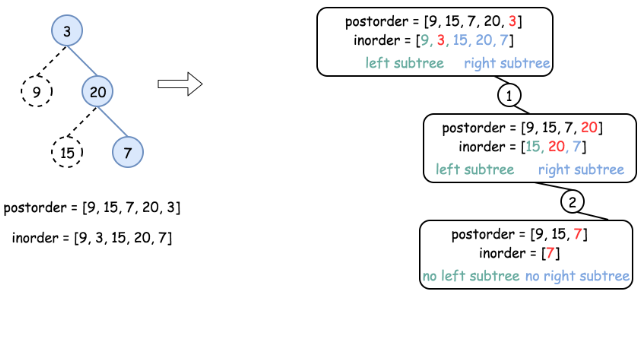 3
9
20
15
7
postorder = [9, 15, 7, 20, 3]
inorder = [9, 3, 15, 20, 7]
postorder = [9, 15, 7, 20, 3]
inorder = [9, 3, 15, 20, 7]
left subtree right subtree
1
postorder = [9, 15, 7, 20]
inorder = [15, 20, 7]
left subtree right subtree
2
postorder = [9, 15, 7]
inorder = [7]
no left subtree no right subtree